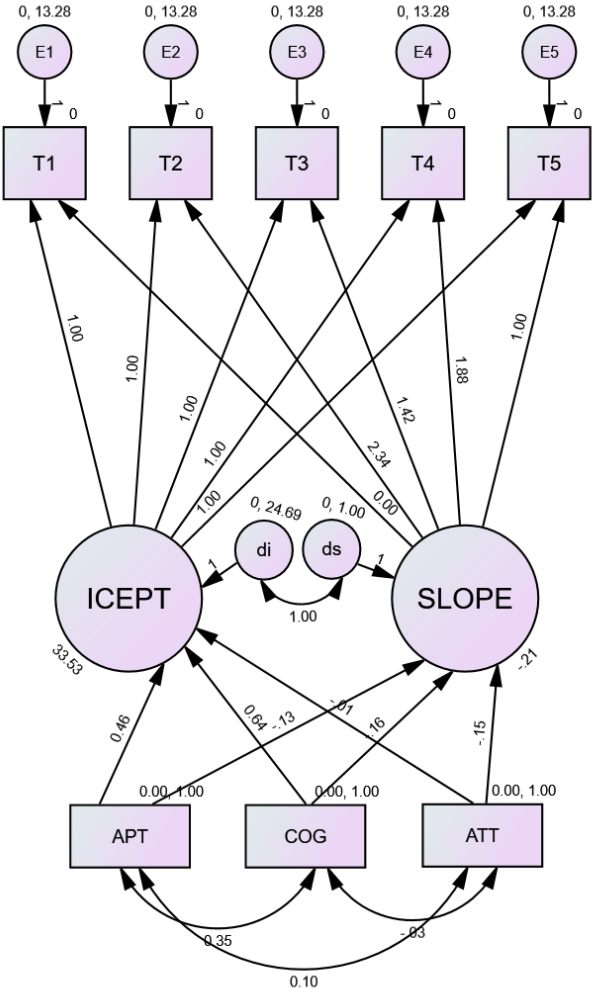 0, 13.28
0, 13.28
0, 13.28
0, 13.28
0, 13.28
E1
E2
E3
E4
E5
1
0
1
0
1
0
1
0
1
0
T1
T2
T3
T4
T5
1.00
1.00
1.00
1.00
1.00
0.00
2.34
1.42
1.88
1.00
0, 24.69
0, 1.00
di
ds
1
1
1.00
ICEPT
SLOPE
33.53
-.21
0.46
0.64
-.13
-.01
-.16
-.15
0.00, 1.00
0.00, 1.00
0.00, 1.00
APT
COG
ATT
0.35
-.03
0.10